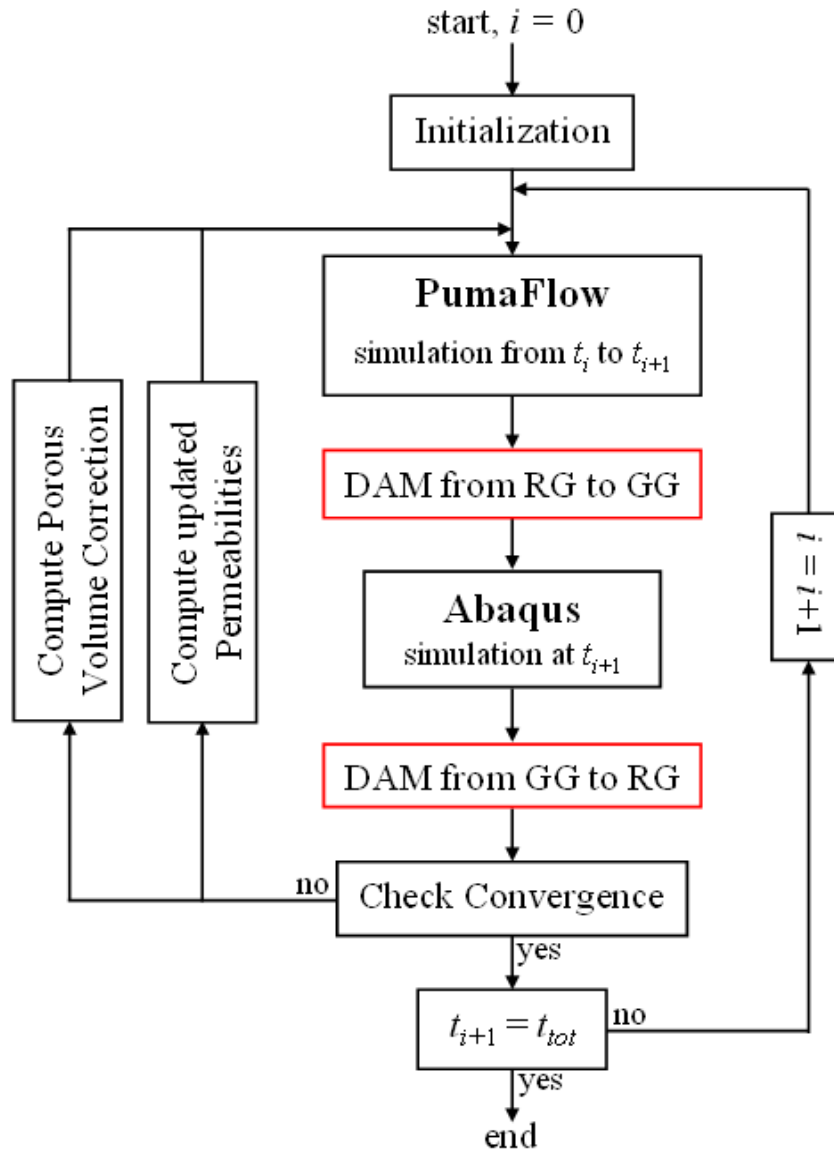 start, i = 0
Initialization
PumaFlow
simulation from t_i to t_{i+1}
DAM from RG to GG
Abaqus
simulation at t_{i+1}
DAM from GG to RG
Check Convergence
no
yes
t_{i+1} = t_{tot}
no
yes
end
Compute Porous
Volume Correction
Compute updated
Permeabilities
i = i+1